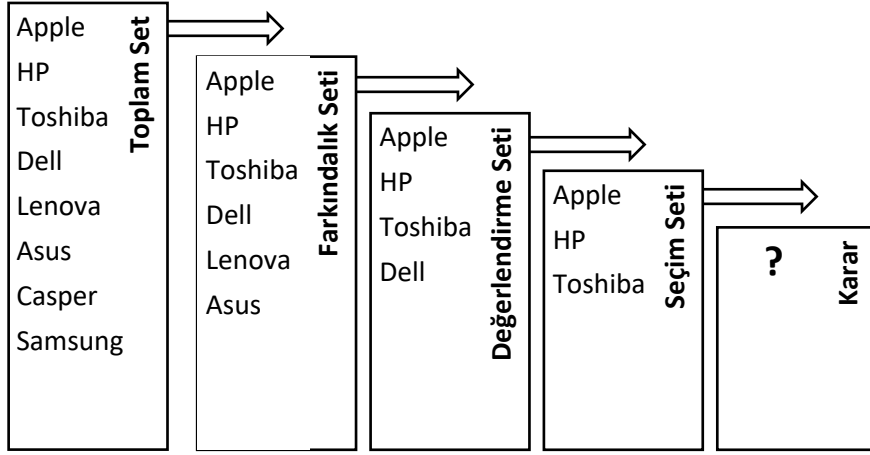 Toplam Set
Apple
HP
Toshiba
Dell
Lenova
Asus
Casper
Samsung
Farkındalık Seti
Apple
HP
Toshiba
Dell
Lenova
Asus
Değerlendirme Seti
Apple
HP
Toshiba
Dell
Seçim Seti
Apple
HP
Toshiba
Karar
?